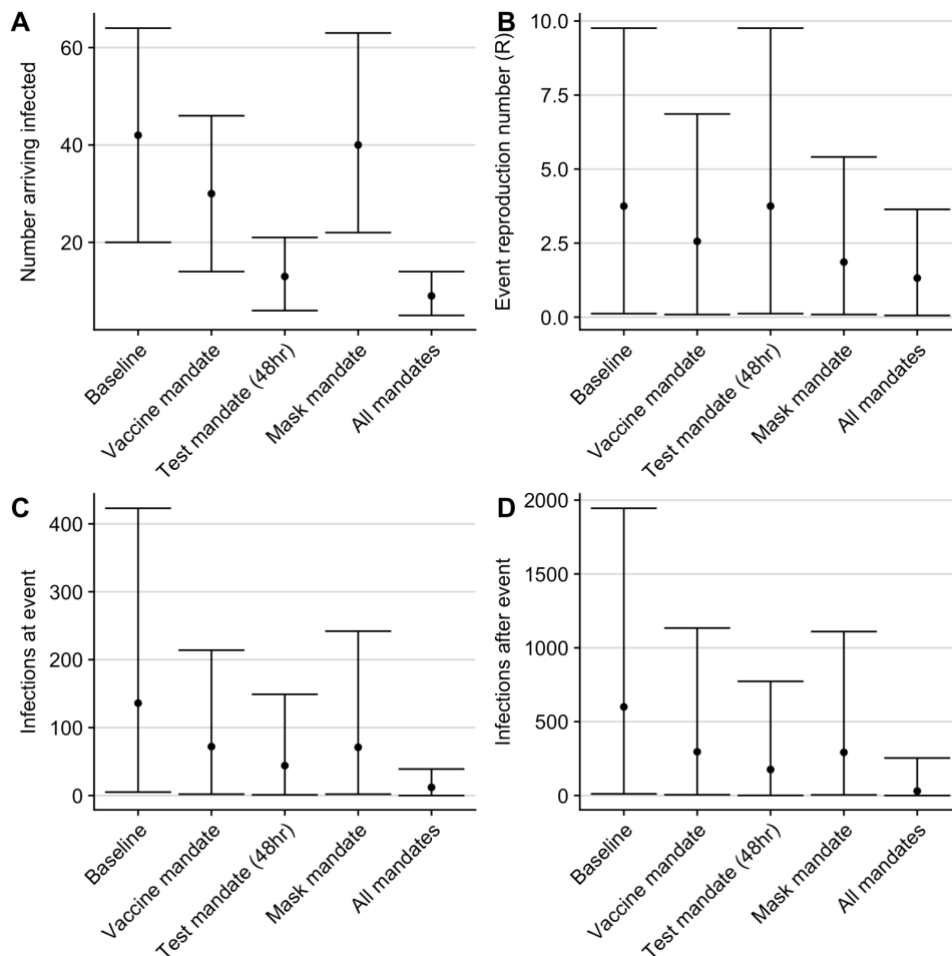 A
Number arriving infected
60
40
20
Baseline
Vaccine mandate
Test mandate (48hr)
Mask mandate
All mandates
B
Event reproduction number (R)
10.0
7.5
5.0
2.5
0.0
Baseline
Vaccine mandate
Test mandate (48hr)
Mask mandate
All mandates
C
Infections at event
400
300
200
100
0
Baseline
Vaccine mandate
Test mandate (48hr)
Mask mandate
All mandates
D
Infections after event
2000
1500
1000
500
0
Baseline
Vaccine mandate
Test mandate (48hr)
Mask mandate
All mandates